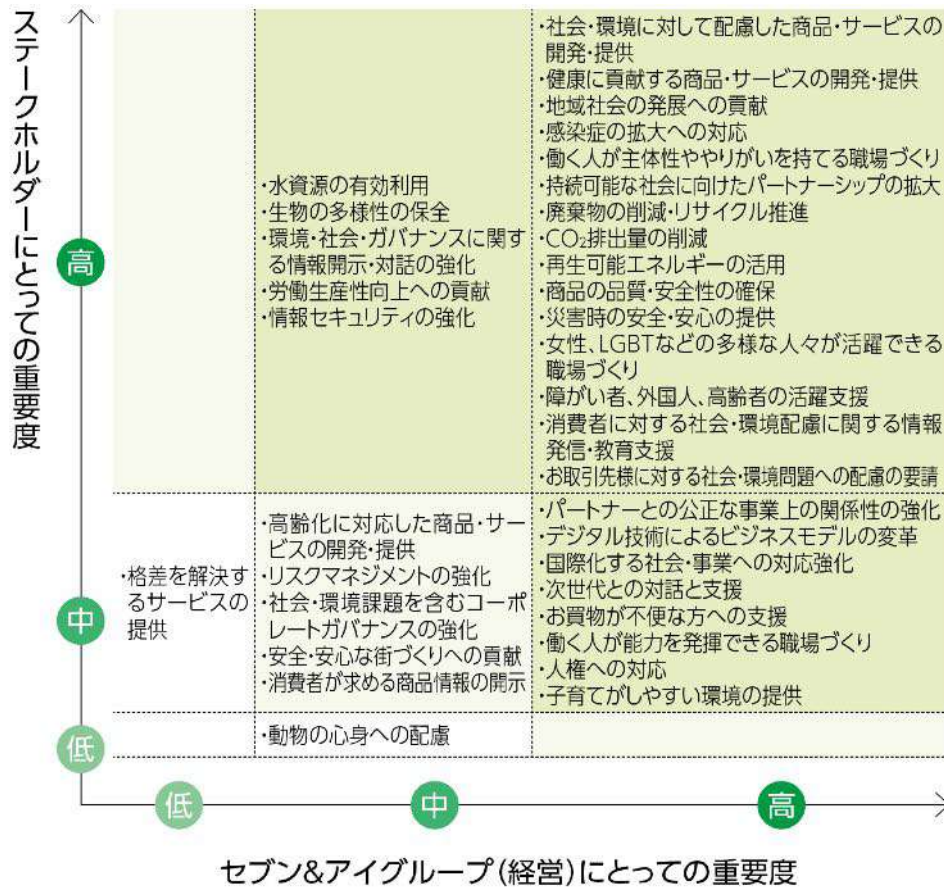 ステークホルダーにとっての重要度
高
中
低
・水資源の有効利用
・生物の多様性の保全
・環境・社会・ガバナンスに関す
る情報開示・対話の強化
・労働生産性向上への貢献
・情報セキュリティの強化
・社会・環境に対して配慮した商品・サービスの
開発・提供
・健康に貢献する商品・サービスの開発・提供
・地域社会の発展への貢献
・感染症の拡大への対応
・働く人が主体性ややりがいを持てる職場づくり
・持続可能な社会に向けたパートナーシップの拡大
・廃棄物の削減・リサイクル推進
・CO₂排出量の削減
・再生可能エネルギーの活用
・商品の品質・安全性の確保
・災害時の安全・安心の提供
・女性、LGBTなどの多様な人々が活躍できる
職場づくり
・障がい者、外国人、高齢者の活躍支援
・消費者に対する社会・環境配慮に関する情報
発信・教育支援
・お取引先様に対する社会・環境問題への配慮の要請
・格差を解決す
るサービスの
提供
・高齢化に対応した商品・サー
ビスの開発・提供
・リスクマネジメントの強化
・社会・環境課題を含むコーポ
レートガバナンスの強化
・安全・安心な街づくりへの貢献
・消費者が求める商品情報の開示
・パートナーとの公正な事業上の関係性の強化
・デジタル技術によるビジネスモデルの変革
・国際化する社会・事業への対応強化
・次世代との対話と支援
・お買物が不便な方への支援
・働く人が能力を発揮できる職場づくり
・人権への対応
・子育てがしやすい環境の提供
・動物の心身への配慮
低
中
高
セブン&アイグループ(経営)にとっての重要度